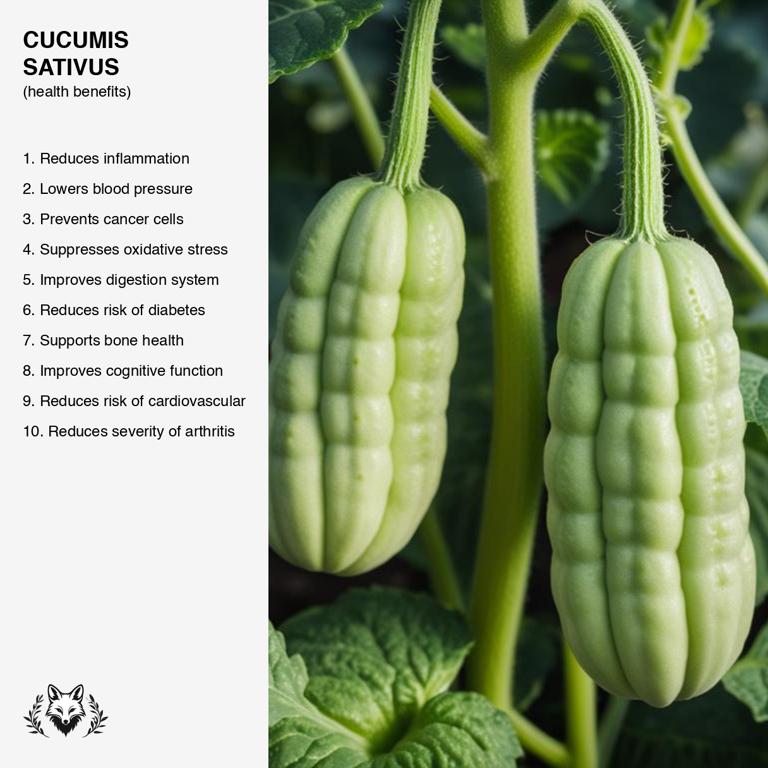 CUCUMIS
SATIVUS
(health benefits)
1. Reduces inflammation
2. Lowers blood pressure
3. Prevents cancer cells
4. Suppresses oxidative stress
5. Improves digestion system
6. Reduces risk of diabetes
7. Supports bone health
8. Improves cognitive function
9. Reduces risk of cardiovascular
10. Reduces severity of arthritis